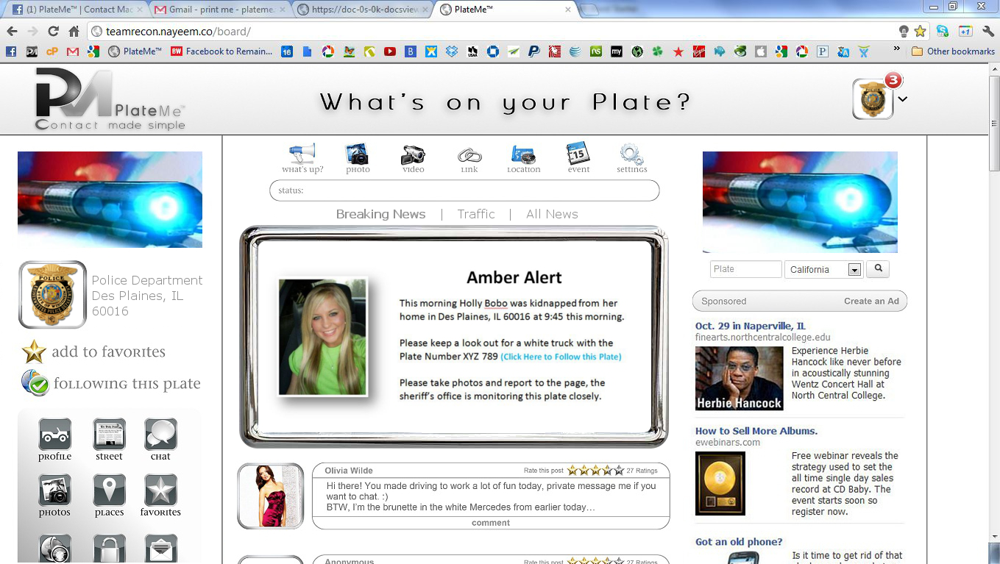 (1) PlateMe™ | Contact Mac
Gmail - print me - plateme.
https://doc-0s-0k-docsview
PlateMe™
teamrecon.nayeem.co/board/
PlateMe™
BW Facebook to Remain...
16
Other bookmarks
PM PlateMe™
Contact made simple
What's on your Plate?
3
what's up?
photo
video
link
location
15
event
settings
status:
Breaking News | Traffic | All News
Police Department
Des Plaines, IL
60016
add to favorites
following this plate
profile
street
chat
photos
places
favorites
Amber Alert
This morning Holly Bobo was kidnapped from her
home in Des Plaines, IL 60016 at 9:45 this morning.
Please keep a look out for a white truck with the
Plate Number XYZ 789 (Click Here to Follow this Plate)
Please take photos and report to the page, the
sheriff's office is monitoring this plate closely.
Olivia Wilde
Rate this post 27 Ratings
Hi there! You made driving to work a lot of fun today, private message me if you
want to chat. :)
BTW, I'm the brunette in the white Mercedes from earlier today…
comment
Anonymous
Rate this post 27 Ratings
Plate
California
Sponsored
Create an Ad
Oct. 29 in Naperville, IL
finearts.northcentralcollege.edu
Herbie Hancock
Experience Herbie
Hancock like never before
in acoustically stunning
Wentz Concert Hall at
North Central College.
How to Sell More Albums.
ewebinars.com
Free webinar reveals the
strategy used to set the
all time single day sales
record at CD Baby. The
event starts soon so
register now.
Got an old phone?
Is it time to get rid of that